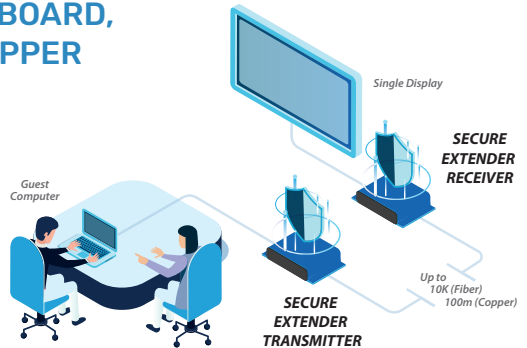 BOARD,
PPER
Single Display
SECURE
EXTENDER
RECEIVER
Guest
Computer
Up to
10K (Fiber)
100m (Copper)
SECURE
EXTENDER
TRANSMITTER